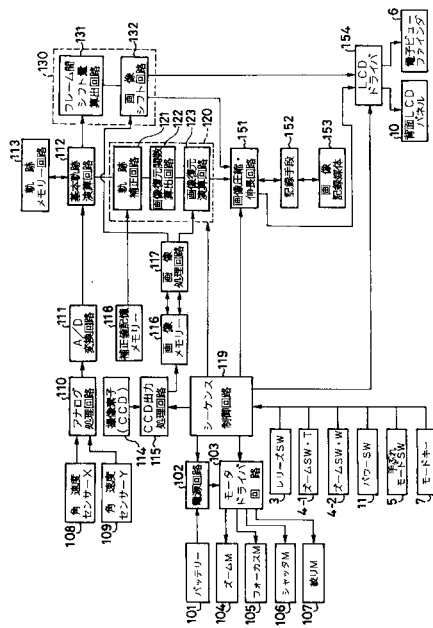 130
131
フレーム間
シフト量
算出回路
132
画像
シフト回路
154
LCD
ドライバ
6
電子ビュー
ファインダ
10
背面LCD
パネル
113
軌跡
メモリー回路
112
基本軌跡
演算回路
121
軌跡
補正回路
122
画像復元関数
算出回路
123
120
画像復元
演算回路
151
画像圧縮・
伸長回路
152
記録手段
153
画像
記録媒体
111
A/D
変換回路
118
補正値記憶
メモリー
117
画像処理
回路
116
画像
メモリー
110
アナログ
処理回路
撮像素子
(CCD)
114
CCD出力
処理回路
115
119
シーケンス
制御回路
角速度
センサーX
108
角速度
センサーY
109
102
電源回路
103
モータ
ドライバ
回路
バッテリー
101
ズームM
104
フォーカスM
105
シャッタM
106
絞りM
107
レリーズSW
3
ズームSW・T
4-1
ズームSW・W
4-2
パワーSW
11
モードSW
5
モードキー
7